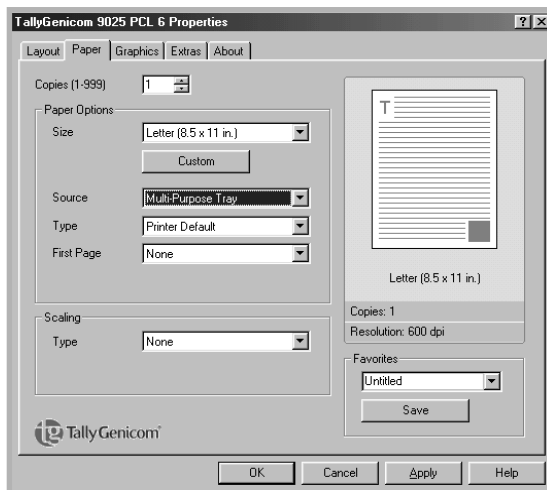 TallyGenicom 9025 PCL 6 Properties
Layout Paper Graphics Extras About
Copies (1-999) 1
Paper Options
Size Letter (8.5 x 11 in.)
Custom
Source Multi-Purpose Tray
Type Printer Default
First Page None
Scaling
Type None
T
Letter (8.5 x 11 in.)
Copies: 1
Resolution: 600 dpi
Favorites
Untitled
Save
tg TallyGenicom
OK Cancel Apply Help